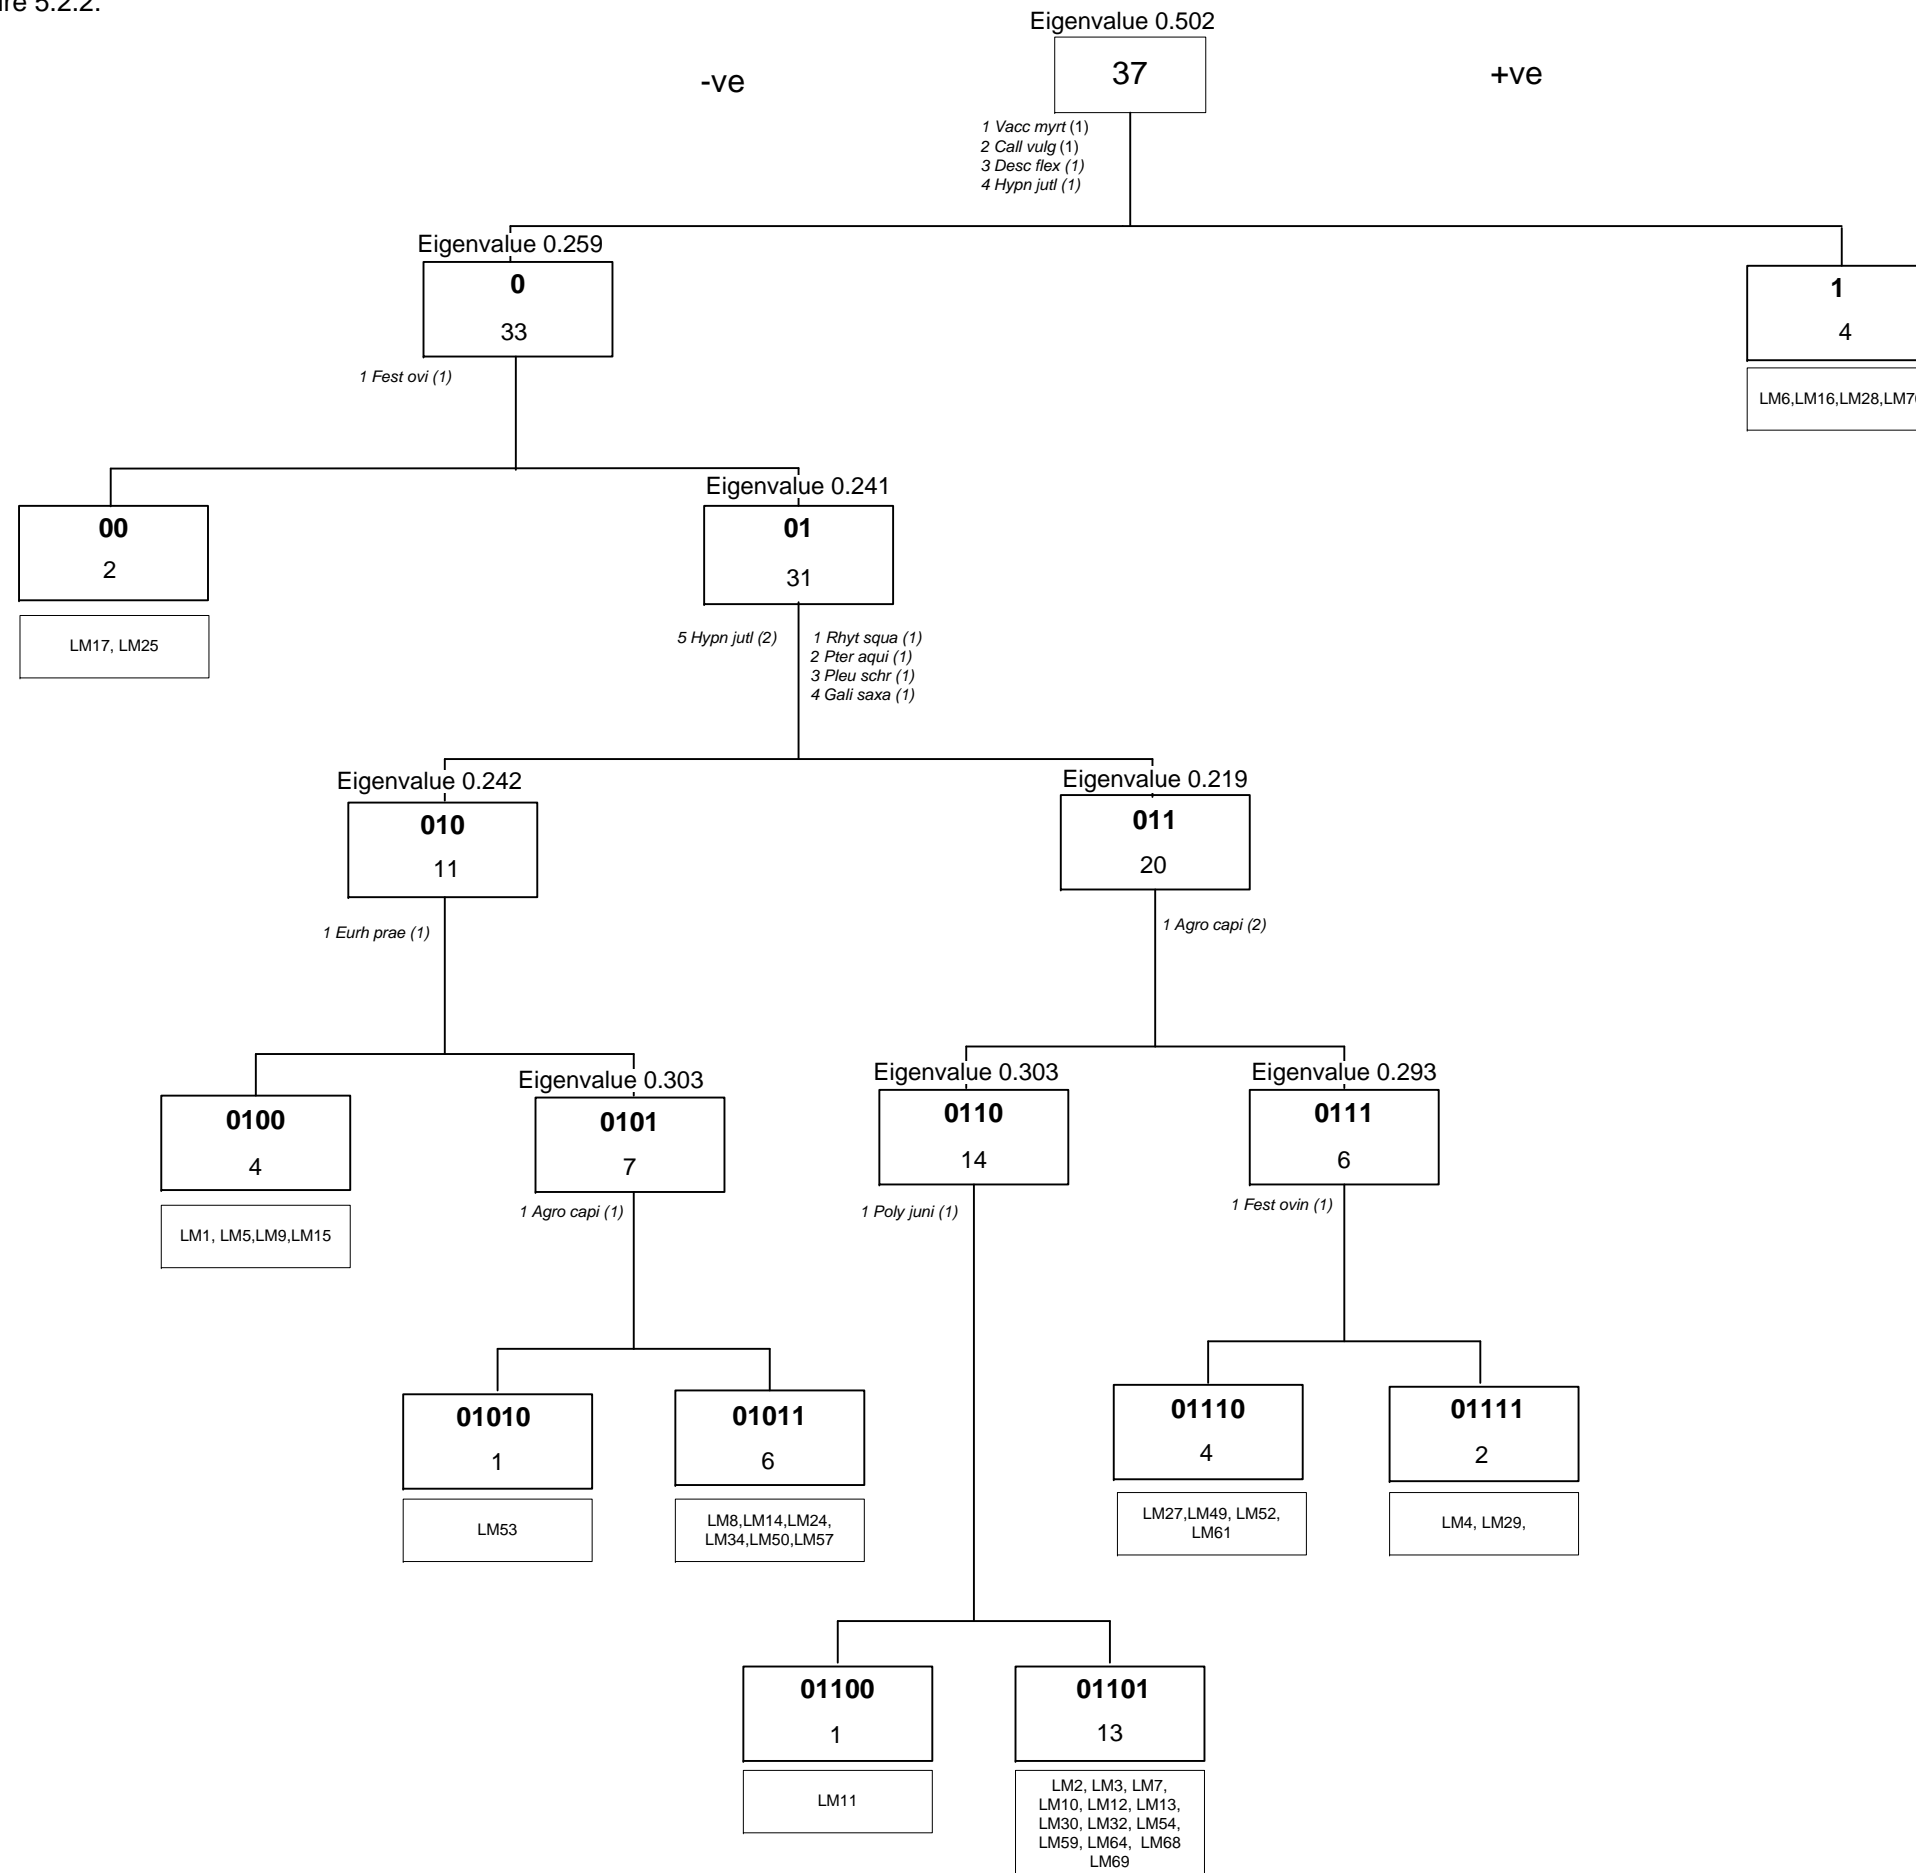 5.2.2.
Eigenvalue 0.502
37
-ve
+ve
1 Vacc myrt (1)
2 Call vulg (1)
3 Desc flex (1)
4 Hypn jutl (1)
Eigenvalue 0.259
0
33
1
4
1 Fest ovi (1)
LM6,LM16,LM28,
Eigenvalue 0.241
00
2
01
31
LM17, LM25
5 Hypn jutl (2)
1 Rhyt squa (1)
2 Pter aqui (1)
3 Pleu schr (1)
4 Gali saxa (1)
Eigenvalue 0.242
Eigenvalue 0.219
010
11
011
20
1 Eurh prae (1)
1 Agro capi (2)
Eigenvalue 0.303
Eigenvalue 0.303
Eigenvalue 0.293
0100
4
0101
7
0110
14
0111
6
LM1, LM5,LM9,LM15
1 Agro capi (1)
1 Poly juni (1)
1 Fest ovin (1)
01010
1
01011
6
01110
4
01111
2
LM53
LM8,LM14,LM24,
LM34,LM50,LM57
LM27,LM49, LM52,
LM61
LM4, LM29,
01100
1
01101
13
LM11
LM2, LM3, LM7,
LM10, LM12, LM13,
LM30, LM32, LM54,
LM59, LM64, LM68
LM69